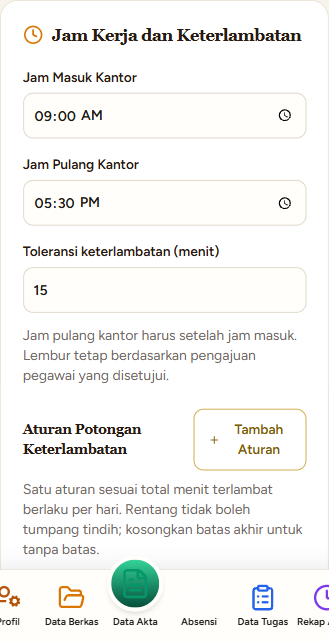 Jam Kerja dan Keterlambatan
Jam Masuk Kantor
09:00 AM
Jam Pulang Kantor
05:30 PM
Toleransi keterlambatan (menit)
15
Jam pulang kantor harus setelah jam masuk.
Lembur tetap berdasarkan pengajuan
pegawai yang disetujui.
Aturan Potongan
Keterlambatan
+ Tambah
Aturan
Satu aturan sesuai total menit terlambat
berlaku per hari. Rentang tidak boleh
tumpang tindih; kosongkan batas akhir untuk
tanpa batas.
rofil
Data Berkas
Data Akta
Absensi
Data Tugas
Rekap